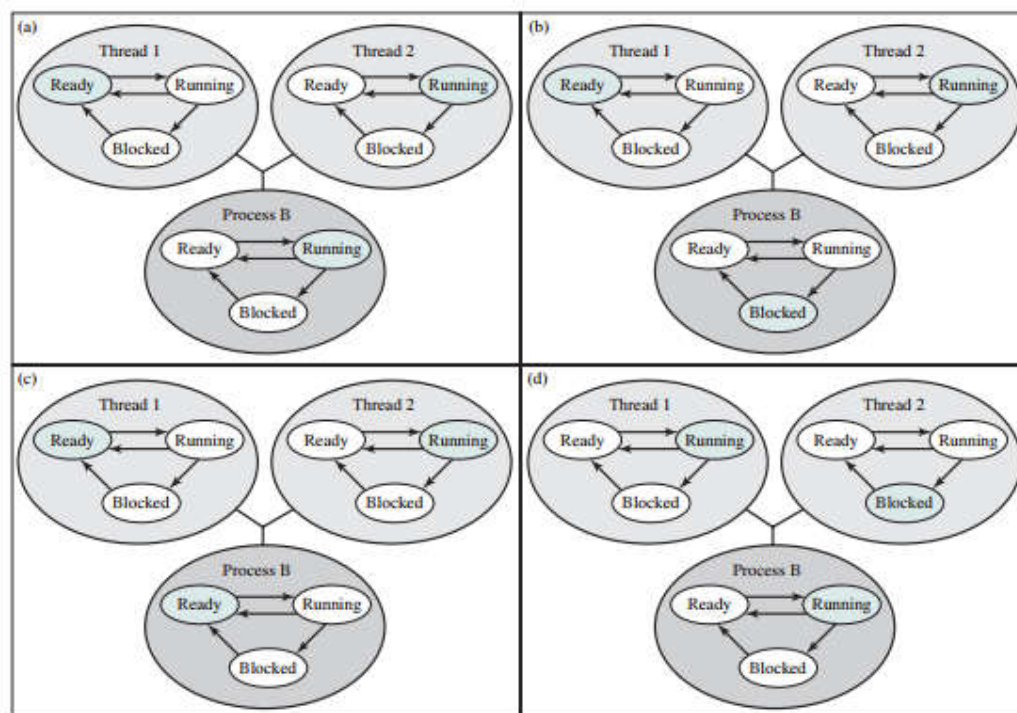 (a)
Thread 1
Ready Running
Blocked
Thread 2
Ready Running
Blocked
Process B
Ready Running
Blocked
(b)
Thread 1
Ready Running
Blocked
Thread 2
Ready Running
Blocked
Process B
Ready Running
Blocked
(c)
Thread 1
Ready Running
Blocked
Thread 2
Ready Running
Blocked
Process B
Ready Running
Blocked
(d)
Thread 1
Ready Running
Blocked
Thread 2
Ready Running
Blocked
Process B
Ready Running
Blocked